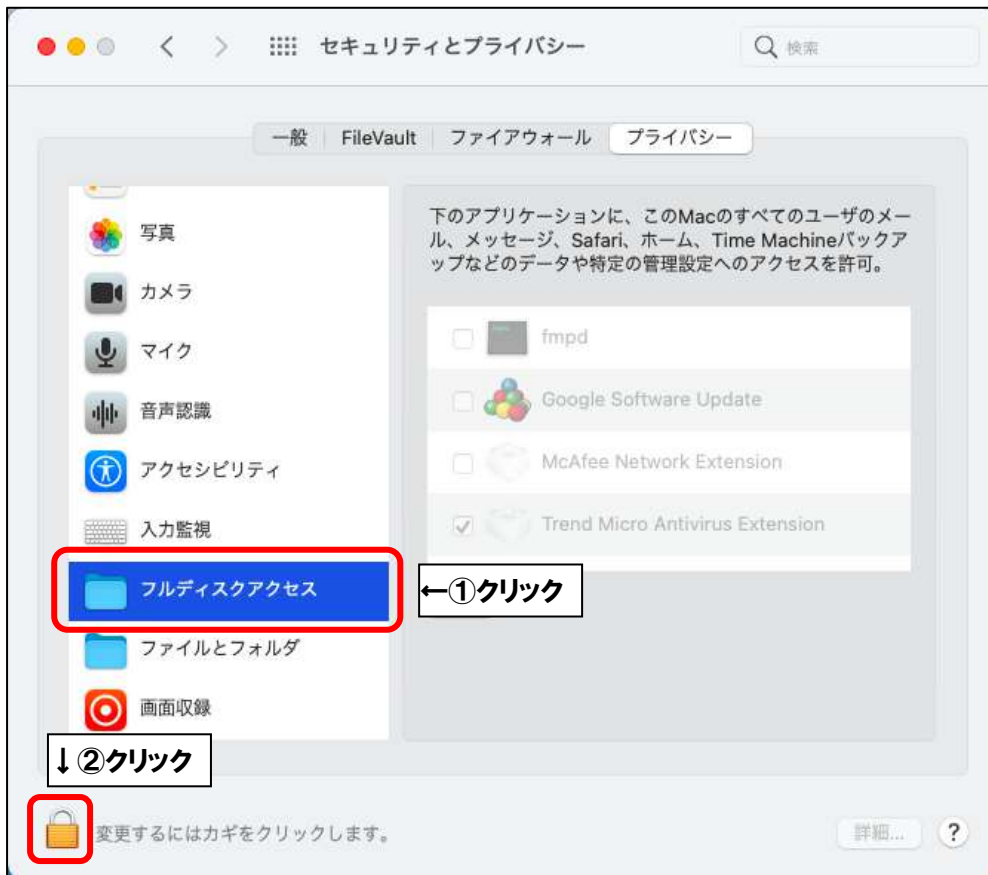 セキュリティとプライバシー
検索
一般
FileVault
ファイアウォール
プライバシー
写真
カメラ
マイク
音声認識
アクセシビリティ
入力監視
フルディスクアクセス
ファイルとフォルダ
画面収録
下のアプリケーションに、このMacのすべてのユーザのメー
ル、メッセージ、Safari、ホーム、Time Machineバックア
ップなどのデータや特定の管理設定へのアクセスを許可。
fmpd
Google Software Update
McAfee Network Extension
Trend Micro Antivirus Extension
←①クリック
↓②クリック
変更するにはカギをクリックします。
詳細...
?